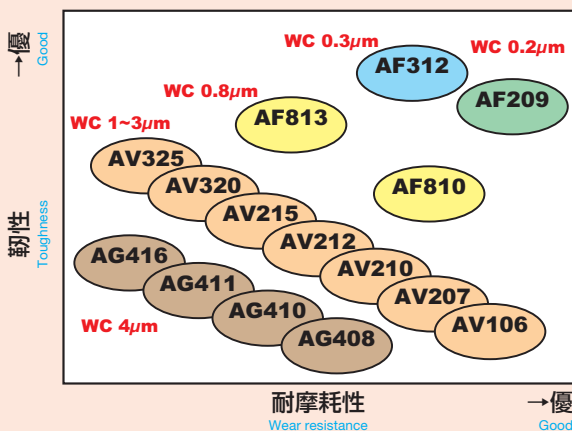 →優
Good
靭性
Toughness
WC 0.3μm
WC 0.2μm
AF312
AF209
WC 0.8μm
AF813
WC 1~3μm
AV325
AV320
AF810
AV215
AV212
AG416
AV210
AG411
AV207
AG410
AV106
WC 4μm
AG408
耐摩耗性
→優
Wear resistance
Good